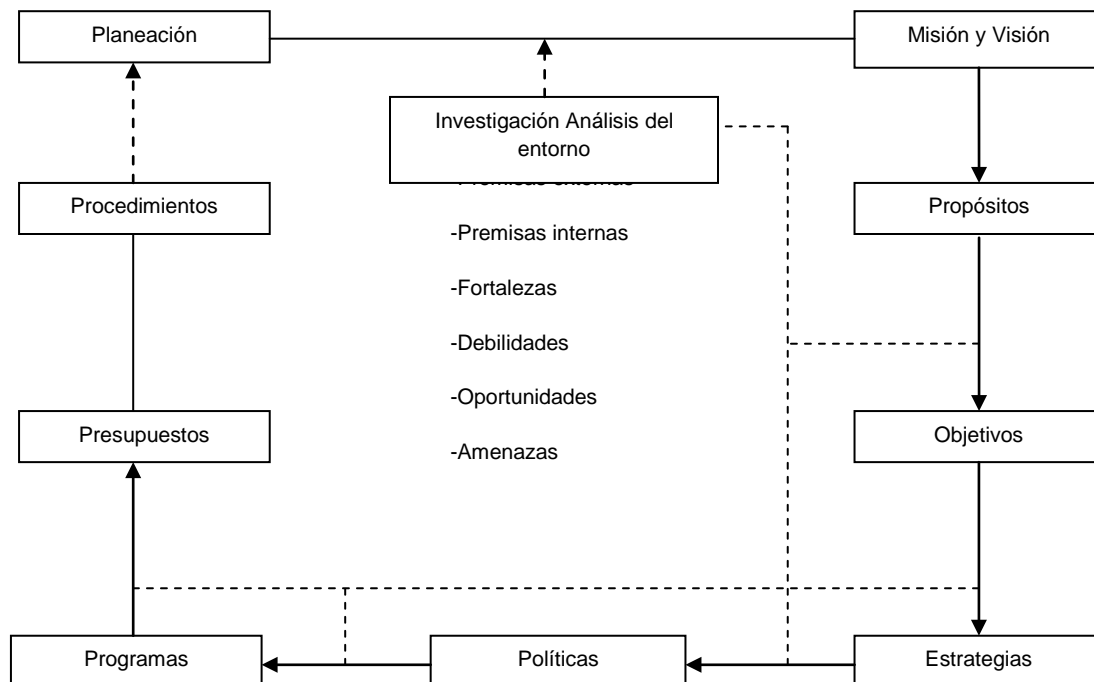 Planeación
Misión y Visión
Investigación Análisis del
entorno
Procedimientos
Propósitos
-Premisas internas
-Fortalezas
-Debilidades
-Oportunidades
-Amenazas
Presupuestos
Objetivos
Programas
Políticas
Estrategias